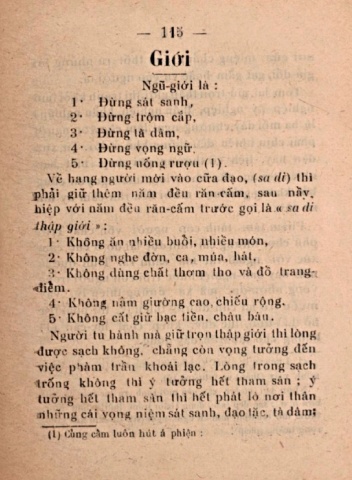 — 115 —
Giới
Ngũ-giới là :
1· Đừng sát sanh,
2· Đừng trộm cắp,
3· Đừng tà dâm,
4· Đừng vọng ngữ,
5· Đừng uống rượu (1).
Về hạng người mới vào cửa đạo, (sa di) thì
phải giữ thêm năm đều răn-cấm, sau nầy,
hiệp với năm đều răn-cấm trước gọi là « sa di
thập giới » :
1· Không ăn nhiều buổi, nhiều món,
2· Không nghe đờn, ca, múa, hát,
3· Không dùng chất thơm tho và đồ trang-
điểm.
4· Không nằm giường cao, chiếu rộng,
5· Không cất giữ bạc tiền, châu báu.
Người tu hành mà giữ trọn thập giới thì lòng
được sạch không, chẳng còn vọng tưởng đến
việc phàm trần khoái lạc. Lòng trong sạch
trống không thì ý tưởng hết tham sân ; ý
tưởng hết tham sân thì hết phát lộ nơi thân
những cái vọng niệm sát sanh, đạo tặc, tà dâm;
(1) Cũng cấm luôn hút á phiện :